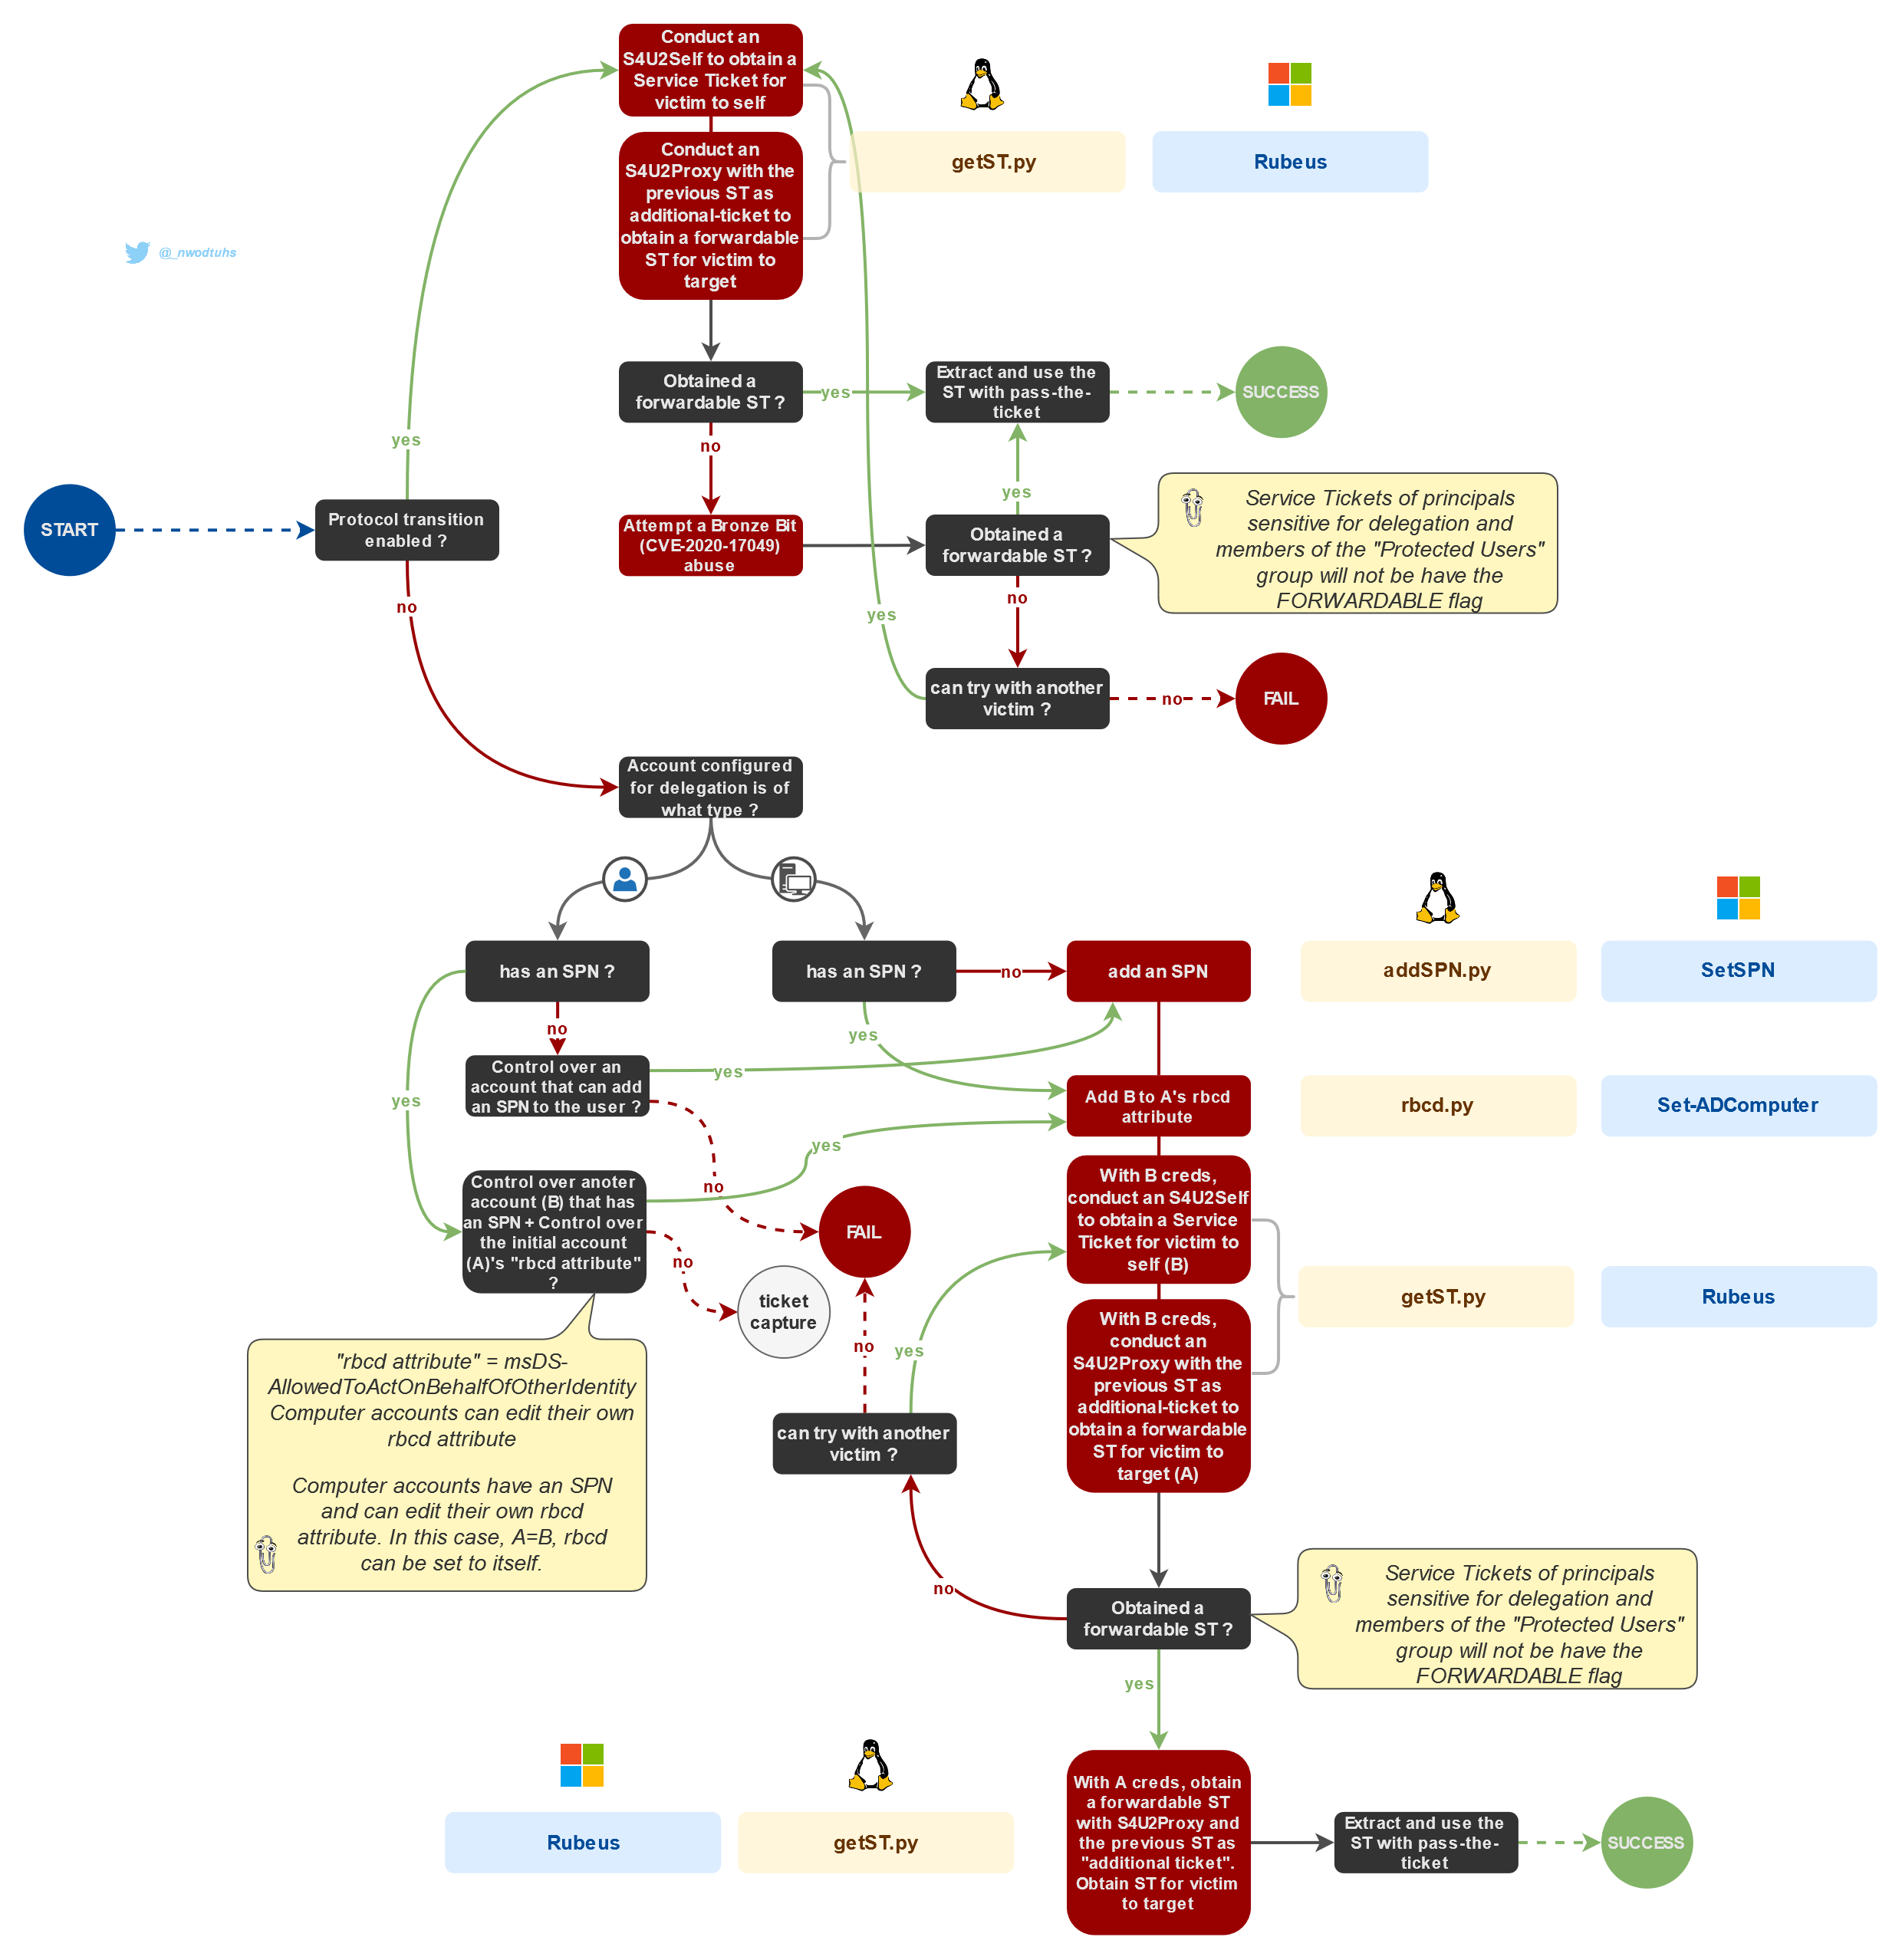 Conduct an
S4U2Self to obtain a
Service Ticket for
victim to self
Conduct an
S4U2Proxy with the
previous ST as
additional-ticket to
obtain a forwardable
ST for victim to
target
getST.py
Rubeus
@_nwodtuhs
Obtained a
forwardable ST ?
yes
Extract and use the
ST with pass-the-
ticket
SUCCESS
yes
no
yes
START
Protocol transition
enabled ?
Attempt a Bronze Bit
(CVE-2020-17049)
abuse
Obtained a
forwardable ST ?
Service Tickets of principals
sensitive for delegation and
members of the "Protected Users"
group will not be have the
FORWARDABLE flag
no
no
yes
can try with another
victim ?
no
FAIL
Account configured
for delegation is of
what type ?
has an SPN ?
has an SPN ?
no
add an SPN
addSPN.py
SetSPN
no
yes
Control over an
account that can add
an SPN to the user ?
yes
yes
Add B to A's rbcd
attribute
rbcd.py
Set-ADComputer
yes
no
Control over anoter
account (B) that has
an SPN + Control over
the initial account
(A)'s "rbcd attribute"
?
no
FAIL
With B creds,
conduct an S4U2Self
to obtain a Service
Ticket for victim to
self (B)
ticket
capture
getST.py
Rubeus
With B creds,
conduct an
S4U2Proxy with the
previous ST as
additional-ticket to
obtain a forwardable
ST for victim to
target (A)
no
yes
"rbcd attribute" = msDS-
AllowedToActOnBehalfOfOtherIdentity
Computer accounts can edit their own
rbcd attribute
Computer accounts have an SPN
and can edit their own rbcd
attribute. In this case, A=B, rbcd
can be set to itself.
can try with another
victim ?
no
Obtained a
forwardable ST ?
Service Tickets of principals
sensitive for delegation and
members of the "Protected Users"
group will not be have the
FORWARDABLE flag
yes
Rubeus
getST.py
With A creds, obtain
a forwardable ST
with S4U2Proxy and
the previous ST as
"additional ticket".
Obtain ST for victim
to target
Extract and use the
ST with pass-the-
ticket
SUCCESS